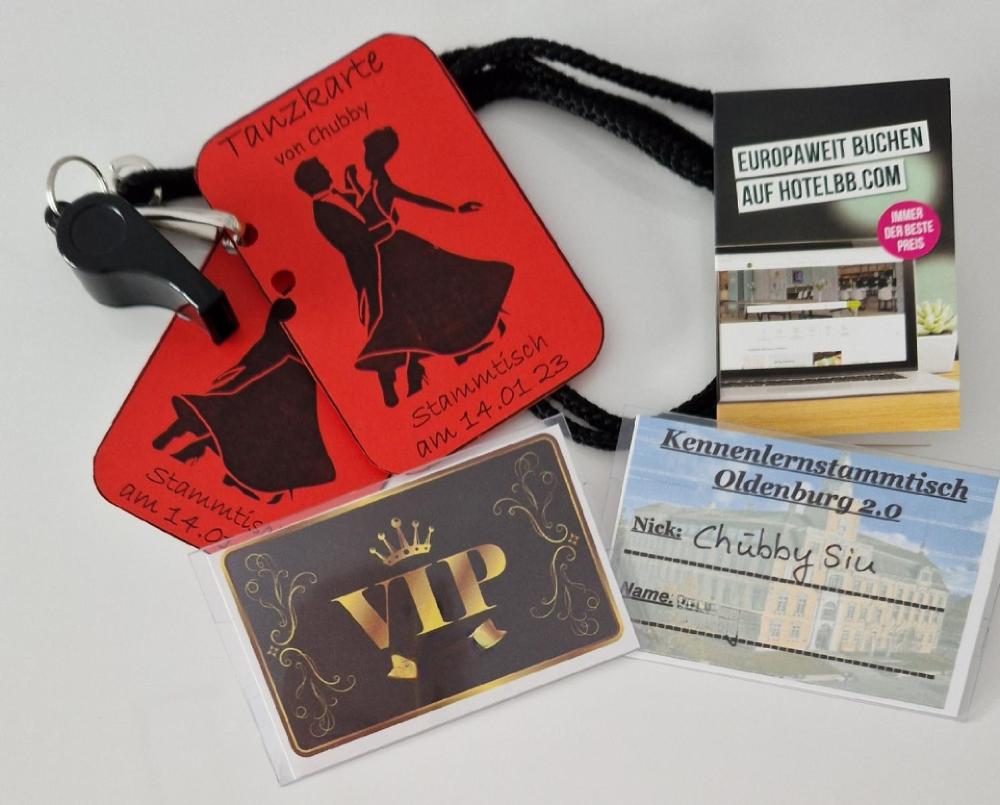 Tanzkarte
von Chubby
Stammtisch
am 14.01.23
Stammtis
am 14.0
EUROPAWEIT BUCHEN
AUF HOTELBB.COM
IMMER
DER BESTE
PREIS
VIP
Kennenlernstammtisch
Oldenburg 2.0
Nick: Chubby Siu
Name: